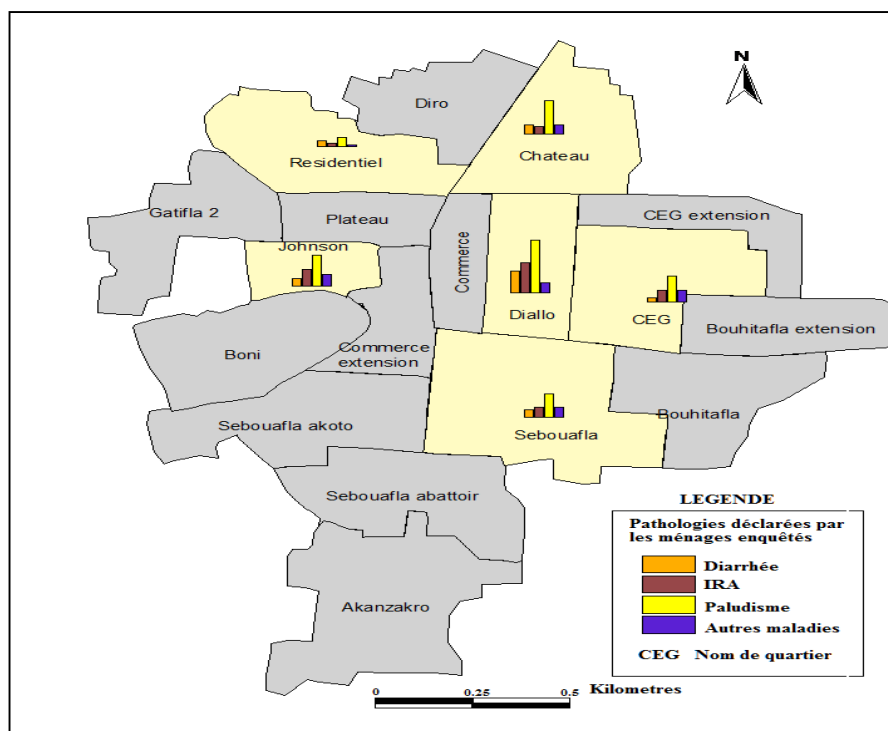 N
Diro
Chateau
Residentiel
Gatifla 2
Plateau
CEG extension
Johnson
Commerce
Diallo
CEG
Bouhitafla extension
Boni
Commerce
extension
Bouhitafla
Sebouafla akoto
Sebouafla
Sebouafla abattoir
Akanzakro
LEGENDE
Pathologies déclarées par
les ménages enquêtés
Diarrhée
IRA
Paludisme
Autres maladies
CEG Nom de quartier
0 0.25 0.5 Kilometres